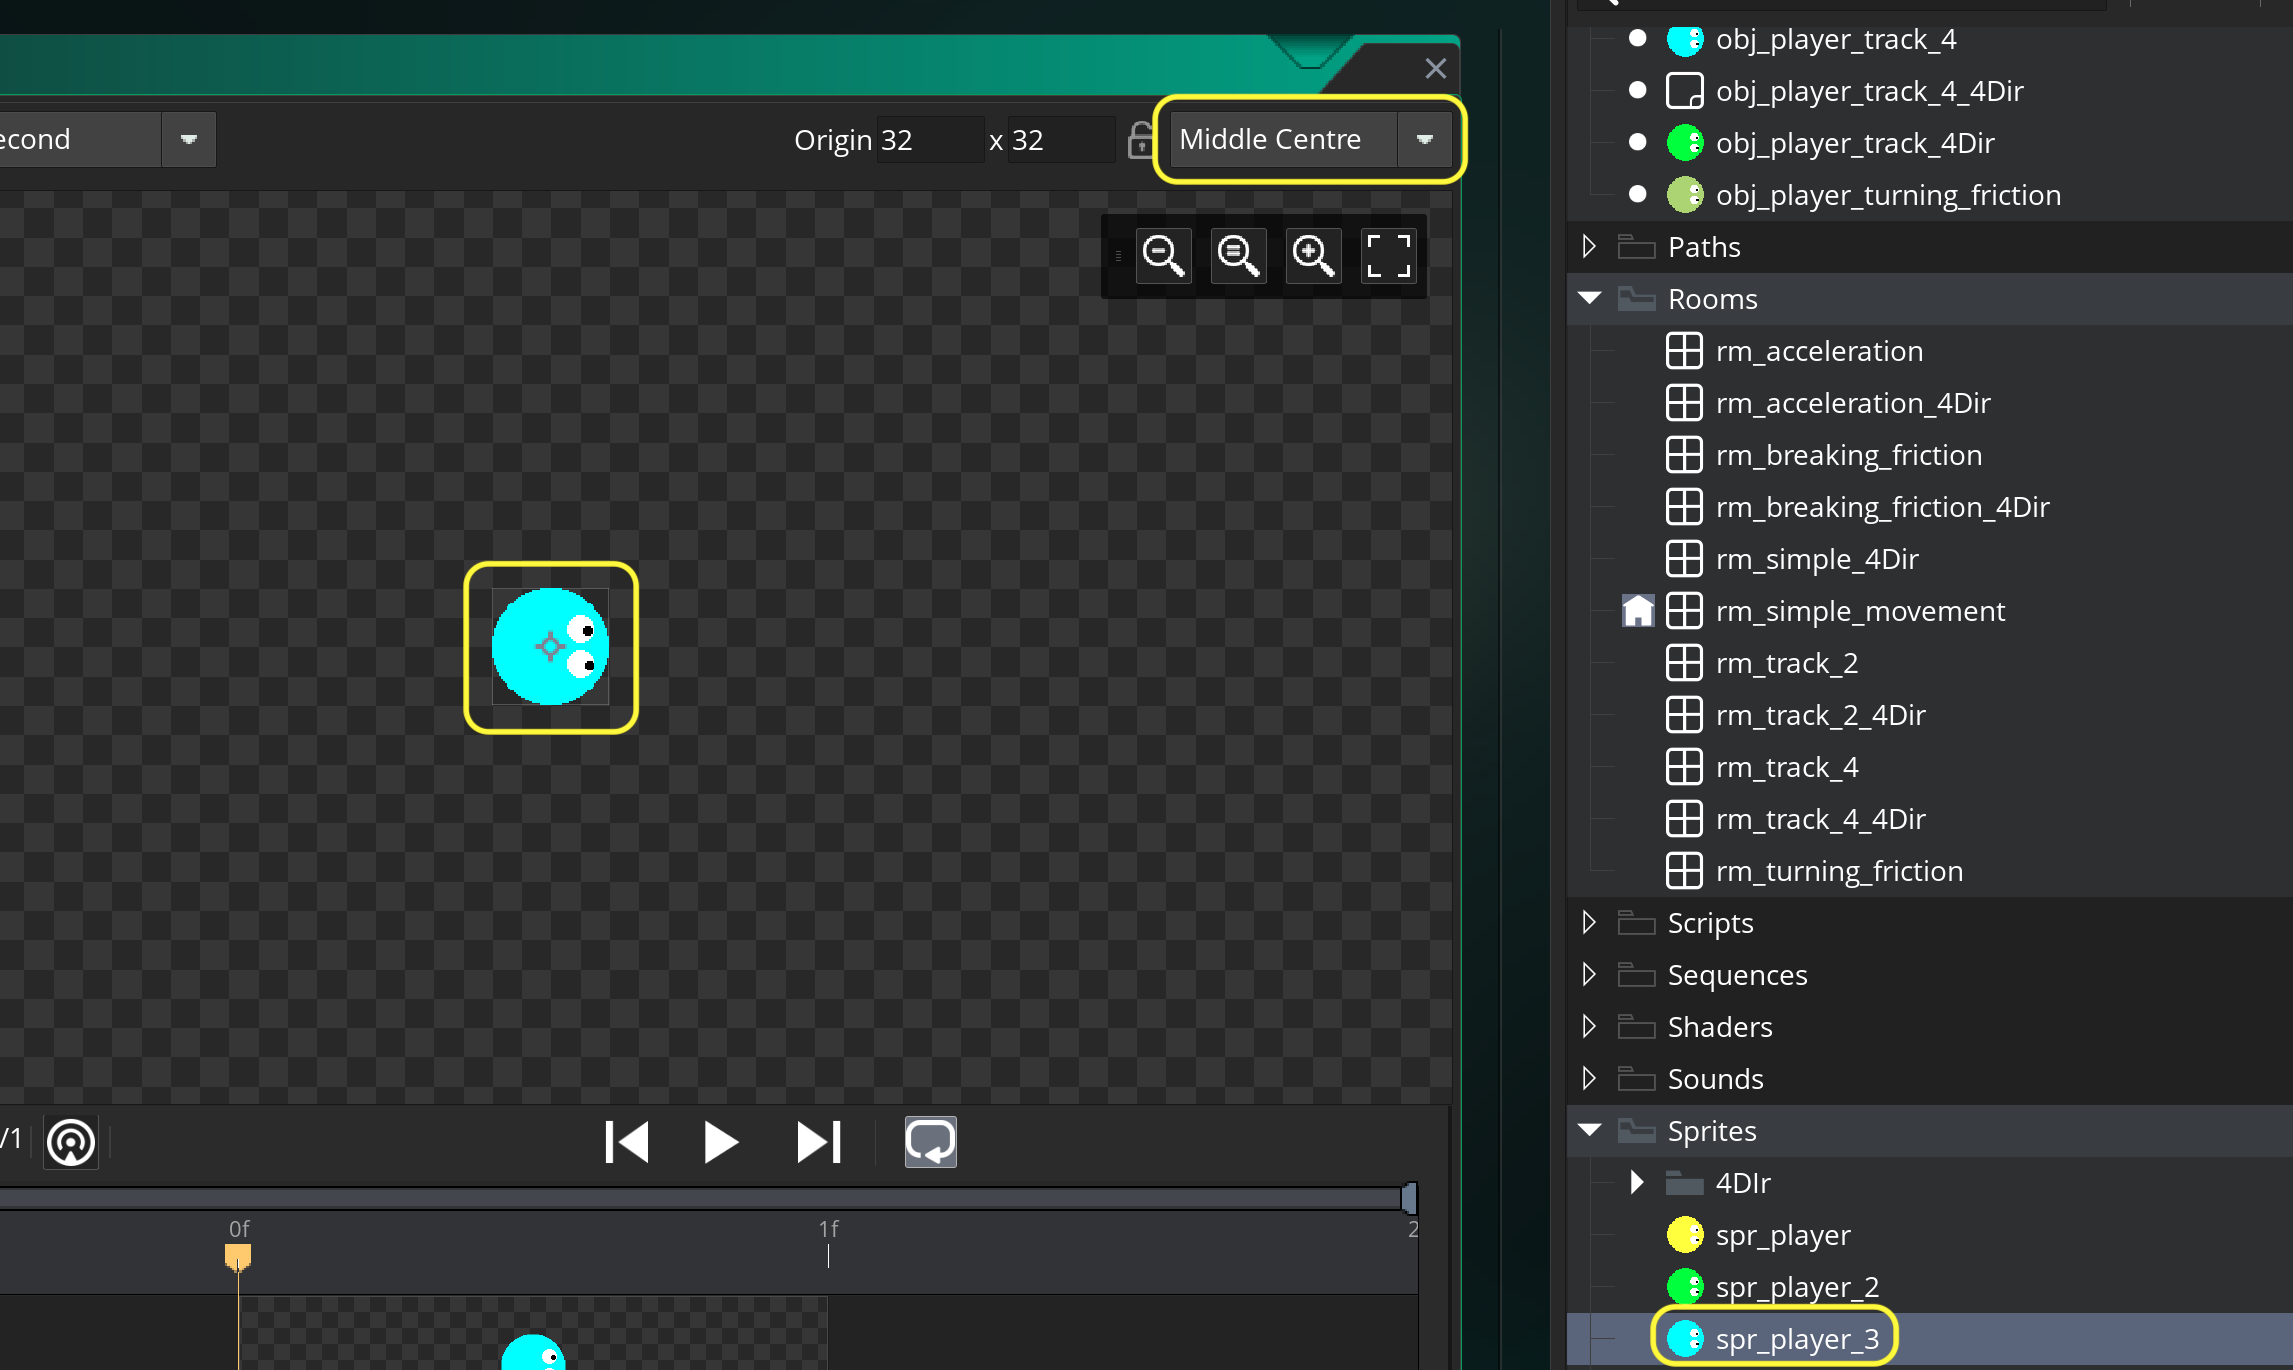 econd
Origin 32 x 32
Middle Centre
/1
0f
1f
2
obj_player_track_4
obj_player_track_4_4Dir
obj_player_track_4Dir
obj_player_turning_friction
Paths
Rooms
rm_acceleration
rm_acceleration_4Dir
rm_breaking_friction
rm_breaking_friction_4Dir
rm_simple_4Dir
rm_simple_movement
rm_track_2
rm_track_2_4Dir
rm_track_4
rm_track_4_4Dir
rm_turning_friction
Scripts
Sequences
Shaders
Sounds
Sprites
4DIr
spr_player
spr_player_2
spr_player_3